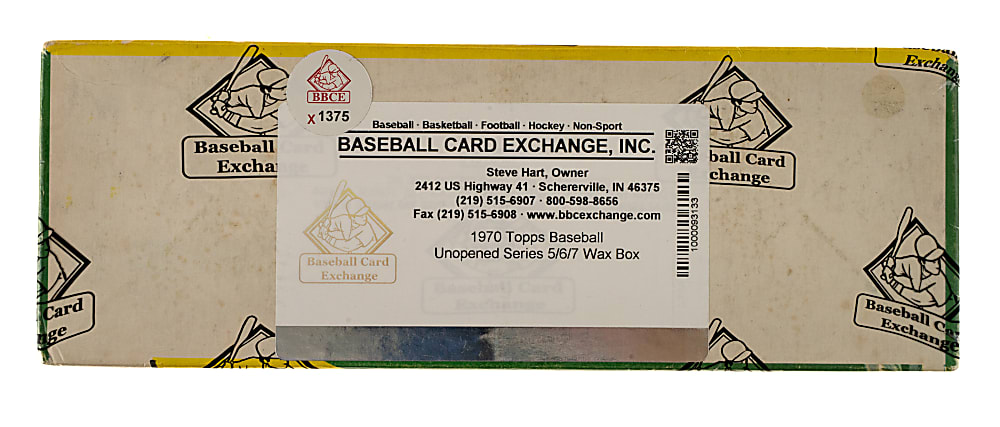 BBCE
X 1375
Baseball · Basketball · Football · Hockey · Non-Sport
BASEBALL CARD EXCHANGE, INC.
Steve Hart, Owner
2412 US Highway 41 · Schererville, IN 46375
(219) 515-6907 · 800-598-8656
Fax (219) 515-6908 · www.bbcexchange.com
1970 Topps Baseball
Unopened Series 5/6/7 Wax Box
1000093133
Baseball Card
Exchange
Baseball Card
Exchange
Baseball Card
Exchange
Card
Exchange
Baseball
Exchange
Baseball Card
Exchange